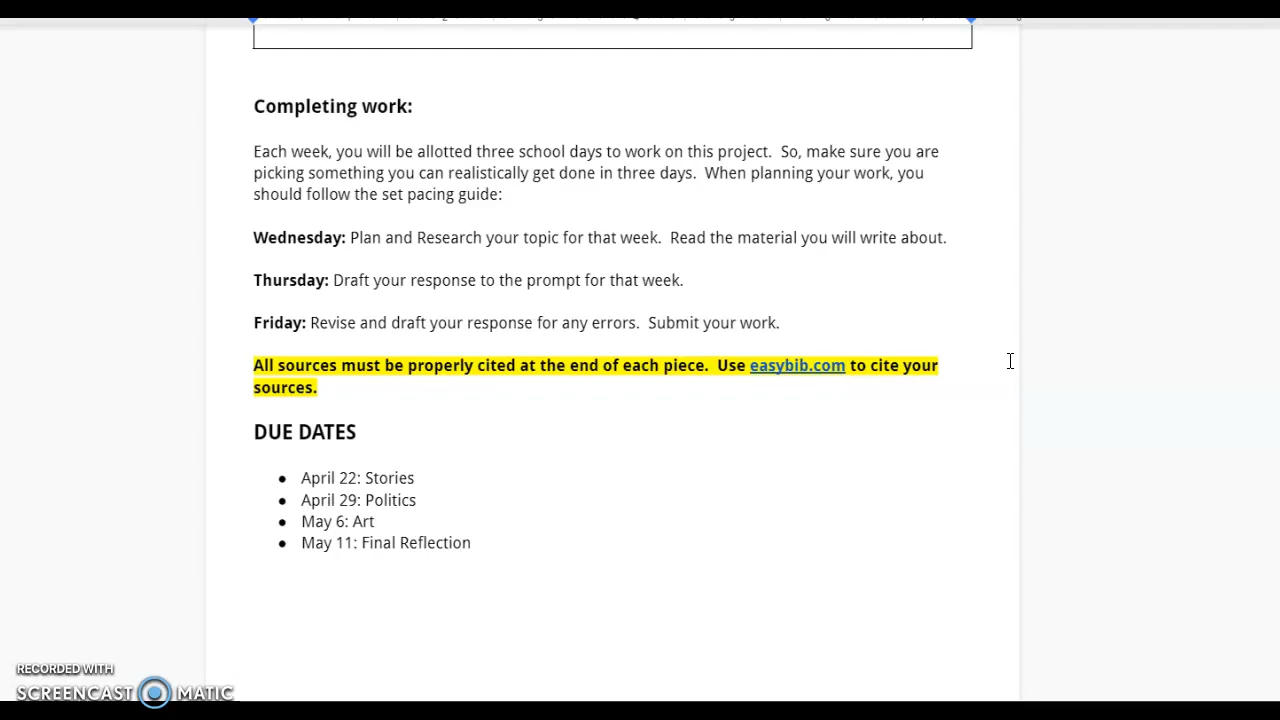 Completing work:
Each week, you will be allotted three school days to work on this project.  So, make sure you are
picking something you can realistically get done in three days.  When planning your work, you
should follow the set pacing guide:
Wednesday: Plan and Research your topic for that week.  Read the material you will write about.
Thursday: Draft your response to the prompt for that week.
Friday: Revise and draft your response for any errors.  Submit your work.
All sources must be properly cited at the end of each piece.  Use easybib.com to cite your
sources.
DUE DATES
● April 22: Stories
● April 29: Politics
● May 6: Art
● May 11: Final Reflection
RECORDED WITH
SCREENCAST MATIC